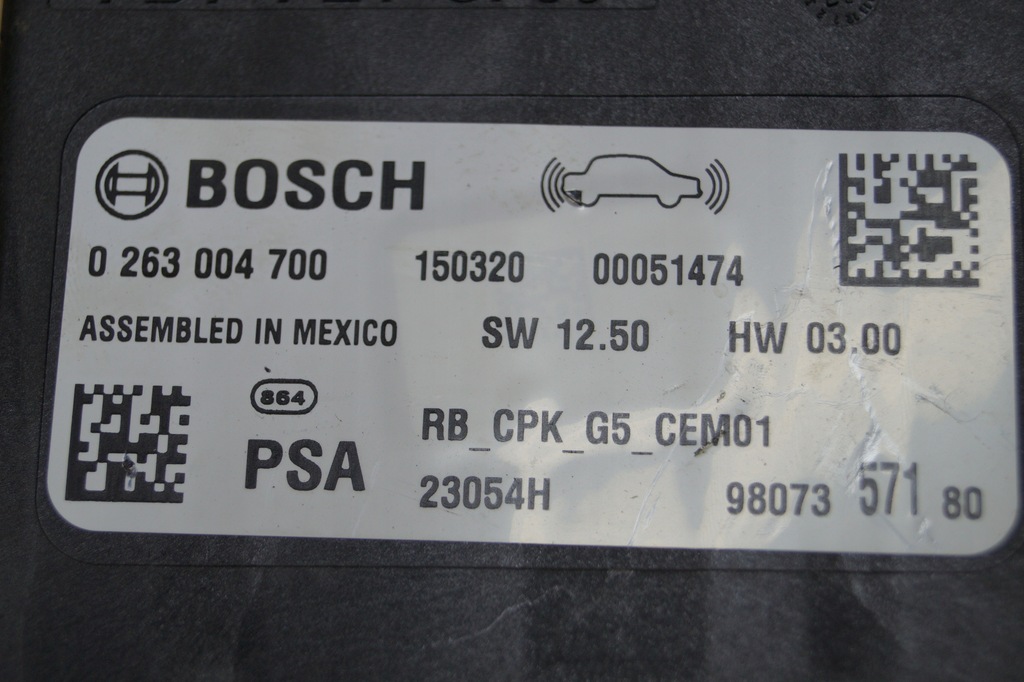 BOSCH
0 263 004 700 150320 00051474
ASSEMBLED IN MEXICO SW 12.50 HW 03.00
864
PSA
RB_CPK_G5_CEM01
23054H 98073 571 80